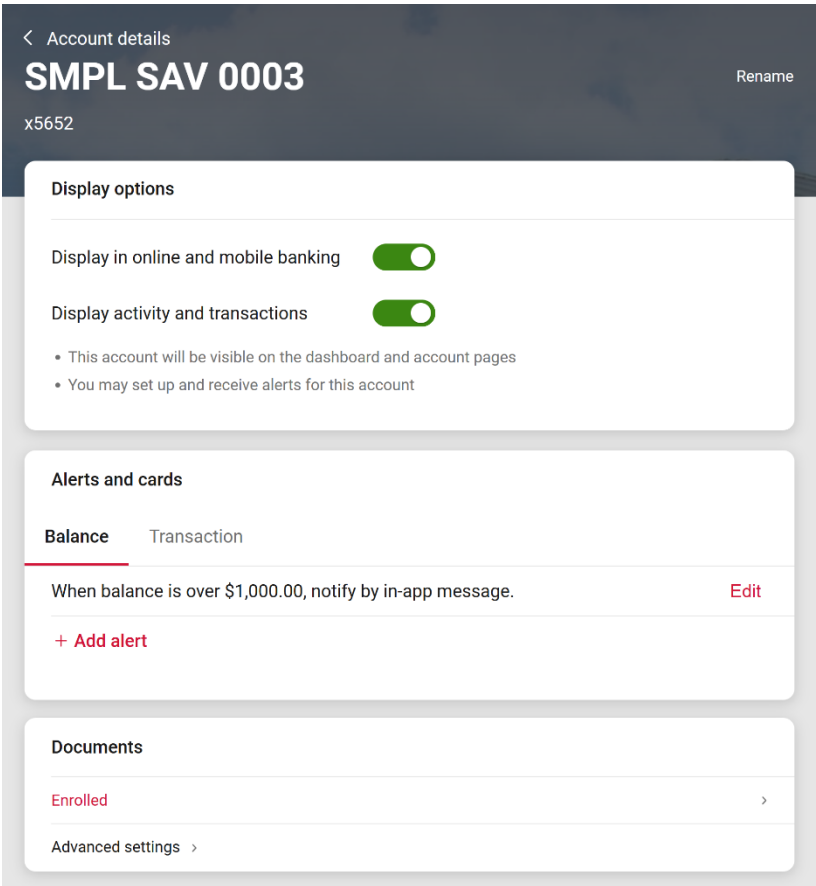 Account details
SMPL SAV 0003
Rename
x5652
Display options
Display in online and mobile banking
Display activity and transactions
• This account will be visible on the dashboard and account pages
• You may set up and receive alerts for this account
Alerts and cards
Balance Transaction
When balance is over $1,000.00, notify by in-app message. Edit
+ Add alert
Documents
Enrolled
Advanced settings